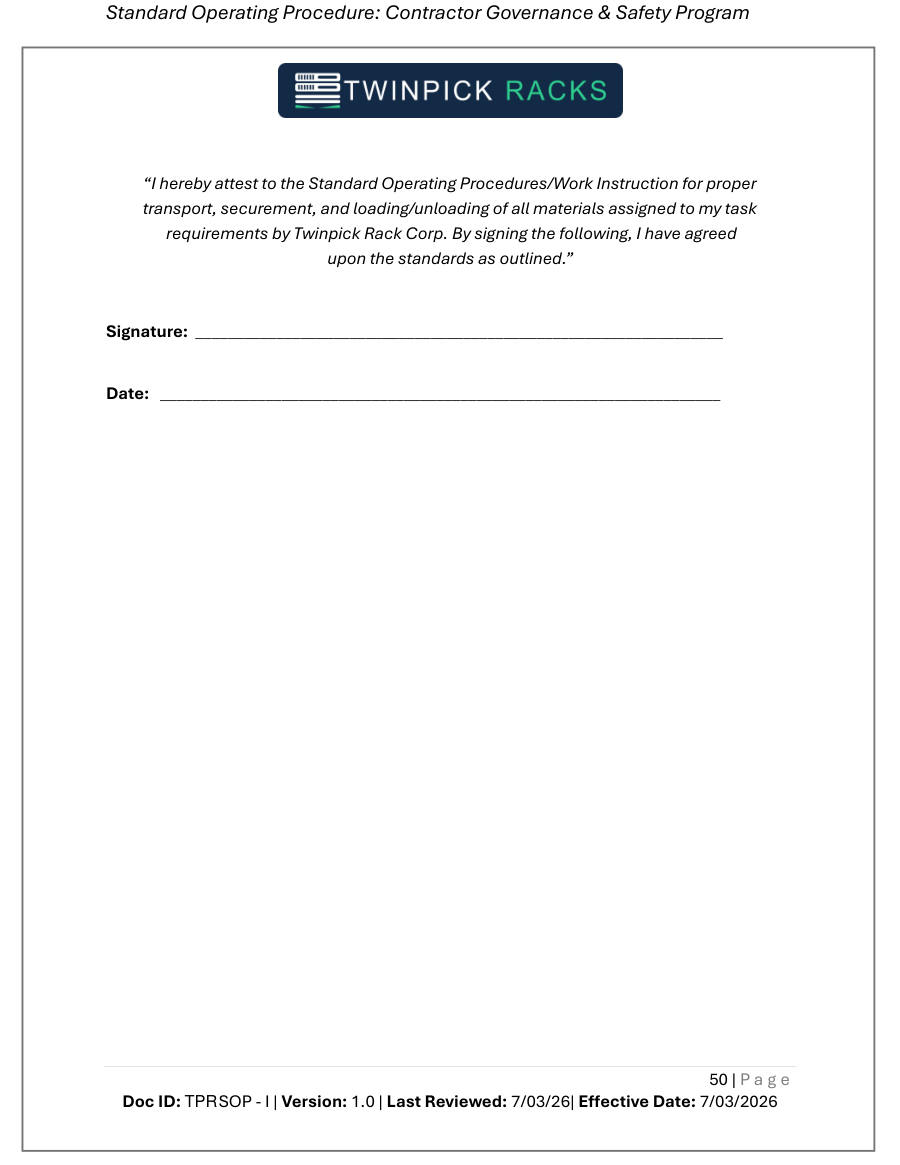 Standard Operating Procedure: Contractor Governance & Safety Program
TWINPICK RACKS
“I hereby attest to the Standard Operating Procedures/Work Instruction for proper
transport, securement, and loading/unloading of all materials assigned to my task
requirements by Twinpick Rack Corp. By signing the following, I have agreed
upon the standards as outlined.”
Signature: ________________________________________________________________
Date: ____________________________________________________________________
50 | Page
Doc ID: TPRSOP - I | Version: 1.0 | Last Reviewed: 7/03/26| Effective Date: 7/03/2026